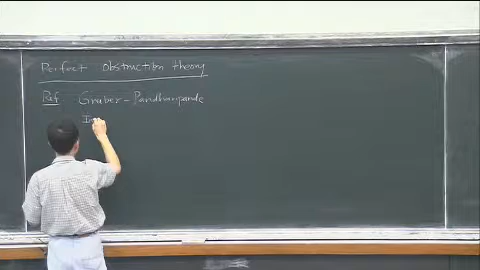 Perfect obstruction theory
Ref Graber - Pandharipande